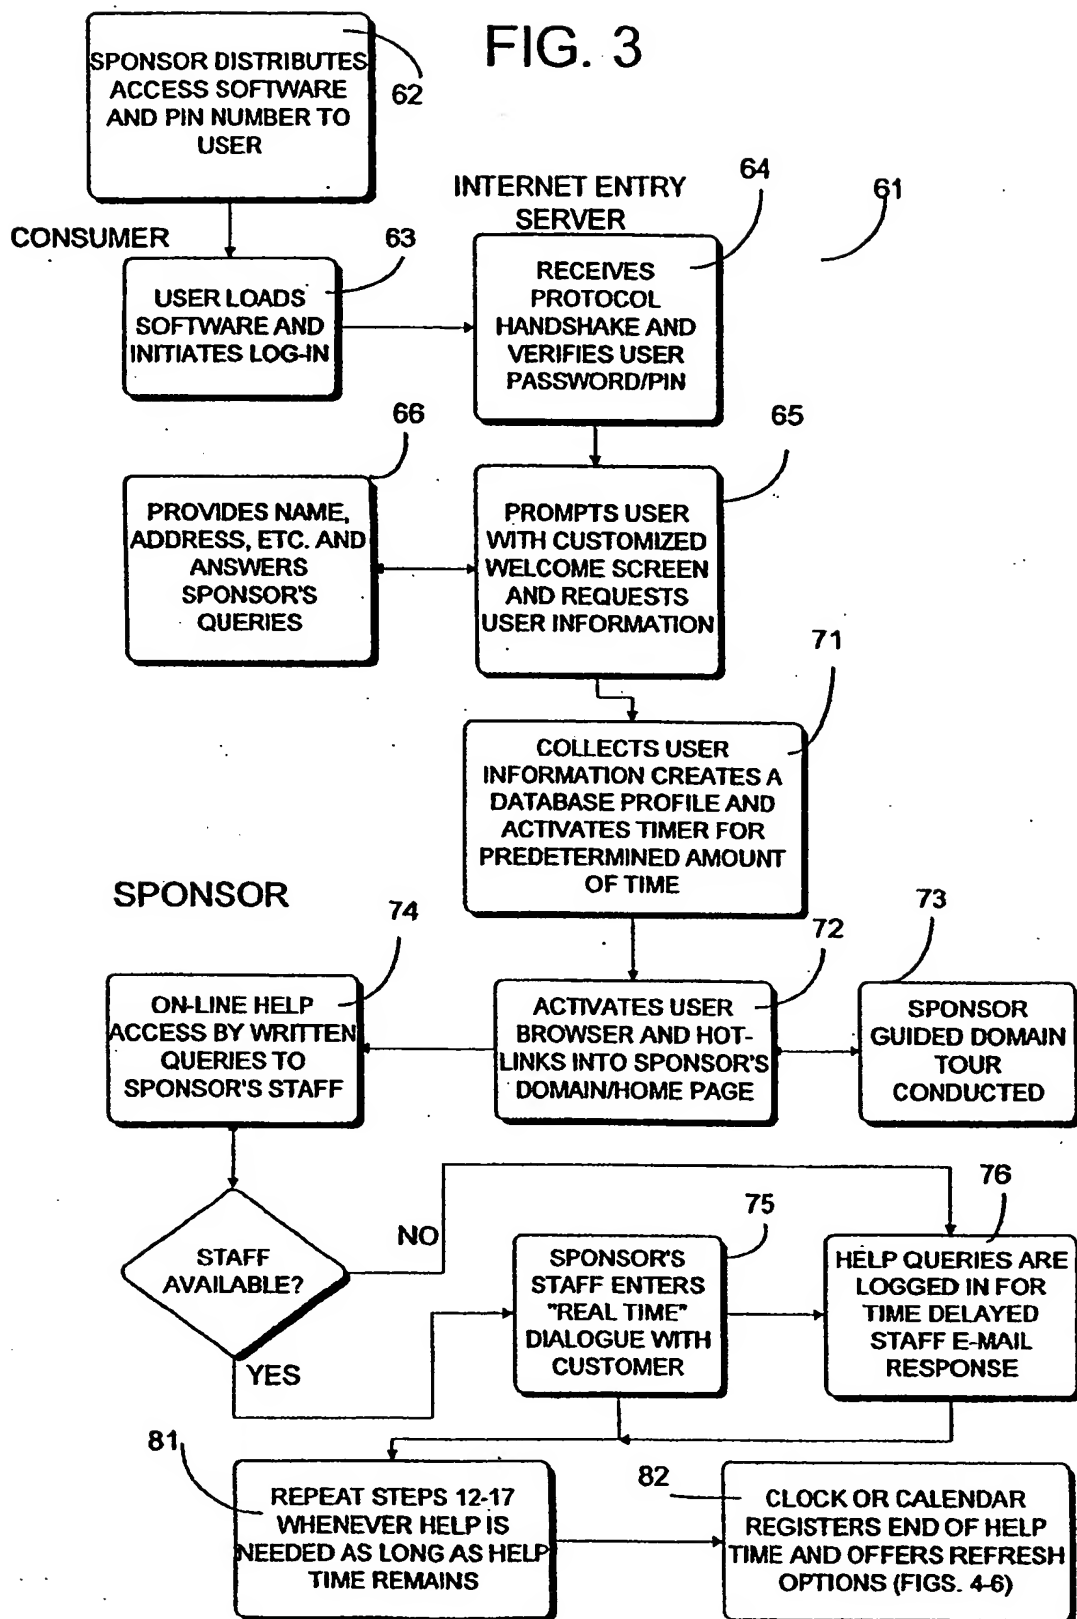 FIG. 3
SPONSOR DISTRIBUTES
ACCESS SOFTWARE
AND PIN NUMBER TO
USER
62
CONSUMER
63
USER LOADS
SOFTWARE AND
INITIATES LOG-IN
INTERNET ENTRY
SERVER
64
61
RECEIVES
PROTOCOL
HANDSHAKE AND
VERIFIES USER
PASSWORD/PIN
66
PROVIDES NAME,
ADDRESS, ETC. AND
ANSWERS
SPONSOR'S
QUERIES
65
PROMPTS USER
WITH CUSTOMIZED
WELCOME SCREEN
AND REQUESTS
USER INFORMATION
71
COLLECTS USER
INFORMATION CREATES A
DATABASE PROFILE AND
ACTIVATES TIMER FOR
PREDETERMINED AMOUNT
OF TIME
SPONSOR
74
ON-LINE HELP
ACCESS BY WRITTEN
QUERIES TO
SPONSOR'S STAFF
72
ACTIVATES USER
BROWSER AND HOT-
LINKS INTO SPONSOR'S
DOMAIN/HOME PAGE
73
SPONSOR
GUIDED DOMAIN
TOUR
CONDUCTED
STAFF
AVAILABLE?
NO
YES
75
SPONSOR'S
STAFF ENTERS
"REAL TIME"
DIALOGUE WITH
CUSTOMER
76
HELP QUERIES ARE
LOGGED IN FOR
TIME DELAYED
STAFF E-MAIL
RESPONSE
81
REPEAT STEPS 12-17
WHENEVER HELP IS
NEEDED AS LONG AS HELP
TIME REMAINS
82
CLOCK OR CALENDAR
REGISTERS END OF HELP
TIME AND OFFERS REFRESH
OPTIONS (FIGS. 4-6)